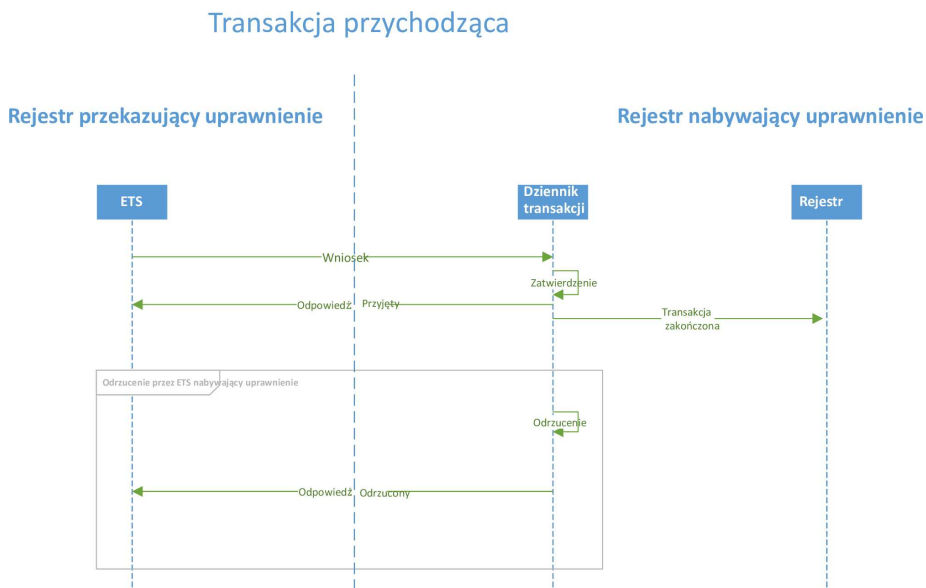 Transakcja przychodząca
Rejestr przekazujący uprawnienie
Rejestr nabywający uprawnienie
ETS
Dziennik
transakcji
Rejestr
Wniosek
Zatwierdzenie
Odpowiedź Przyjęty
Transakcja
zakończona
Odrzucenie przez ETS nabywający uprawnienie
Odrzucenie
Odpowiedź Odrzucony